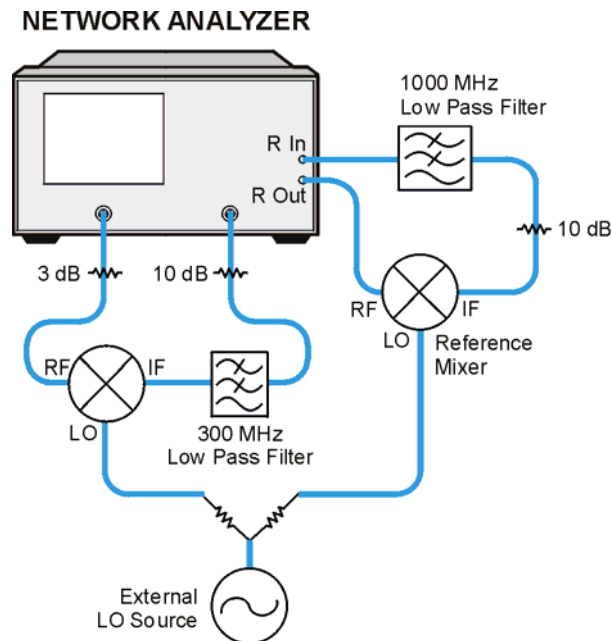 NETWORK ANALYZER
1000 MHz
Low Pass Filter
R In
R Out
3 dB
10 dB
10 dB
RF
IF
LO
Reference
Mixer
RF
IF
LO
300 MHz
Low Pass Filter
External
LO Source